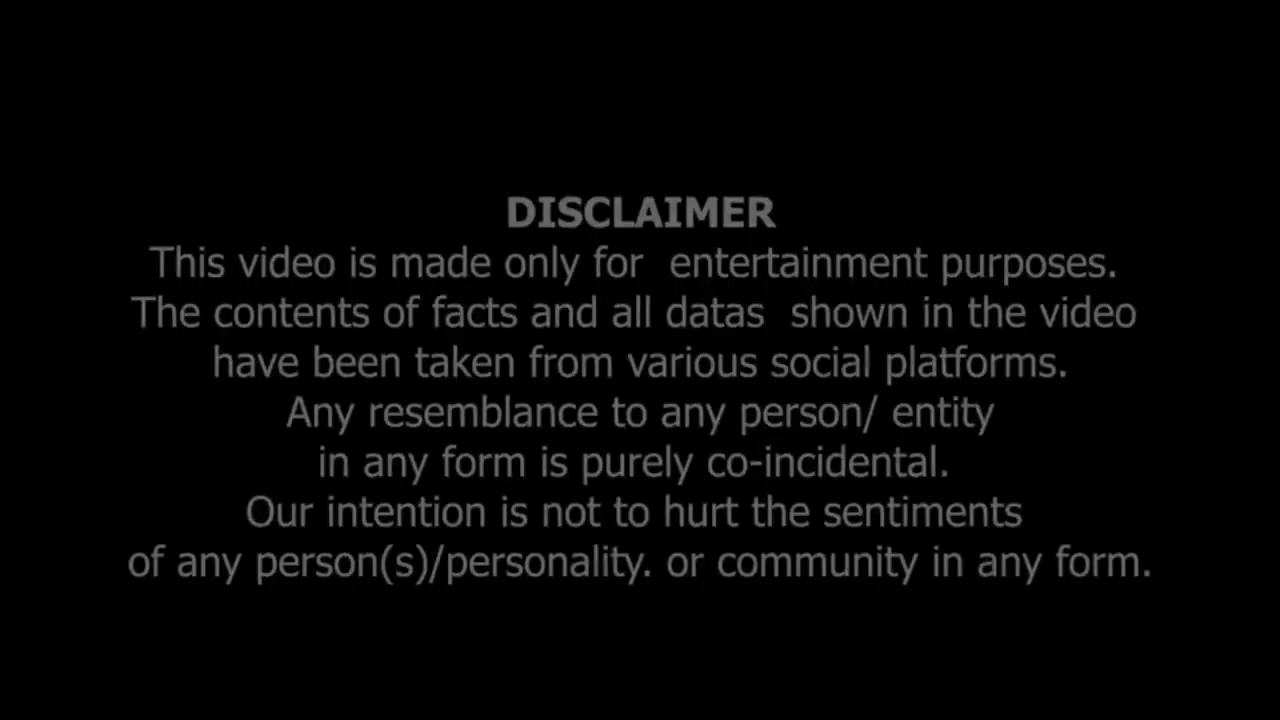 DISCLAIMER
This video is made only for  entertainment purposes.
The contents of facts and all datas  shown in the video
have been taken from various social platforms.
Any resemblance to any person/ entity
in any form is purely co-incidental.
Our intention is not to hurt the sentiments
of any person(s)/personality. or community in any form.